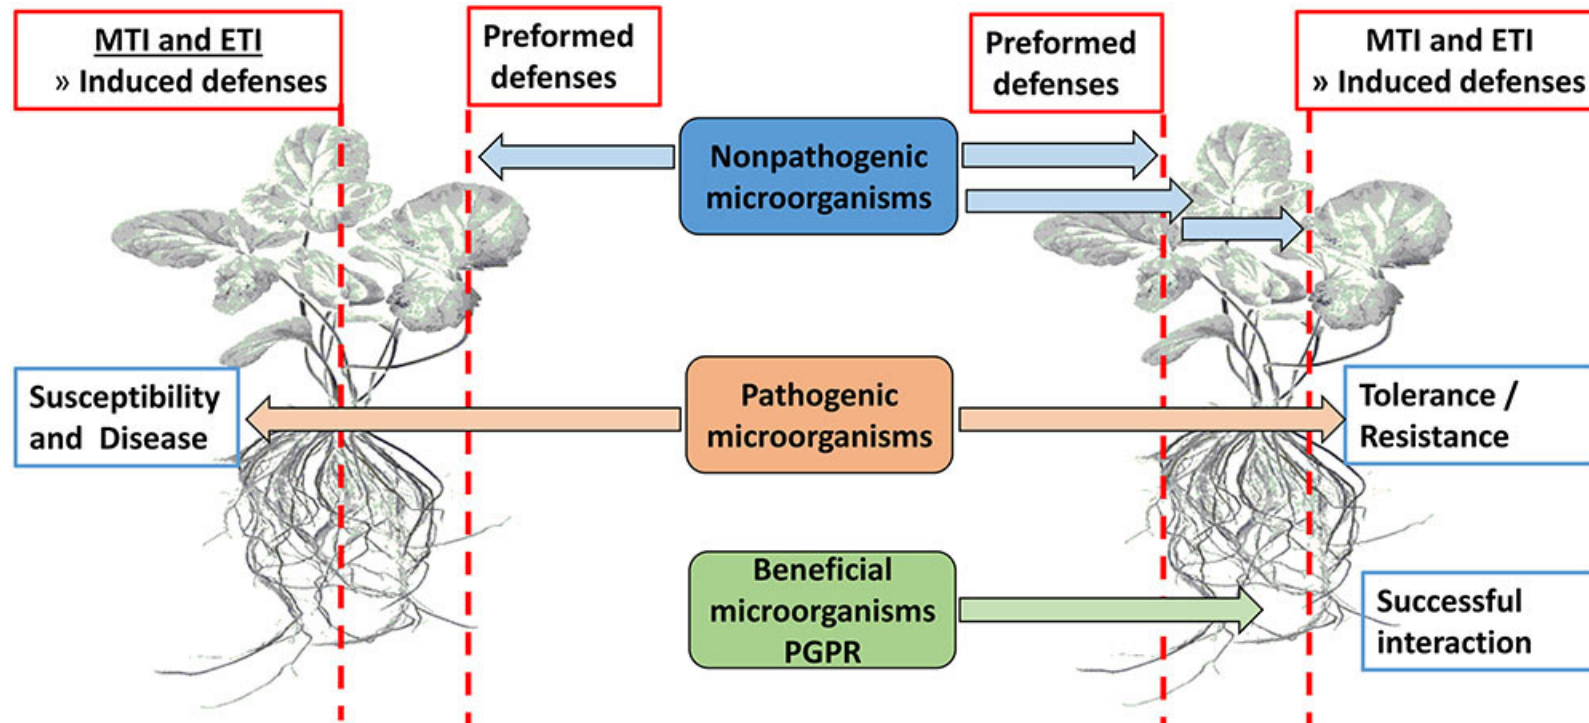 MTI and ETI
» Induced defenses
Preformed
defenses
Preformed
defenses
MTI and ETI
» Induced defenses
Nonpathogenic
microorganisms
Susceptibility
and Disease
Pathogenic
microorganisms
Tolerance /
Resistance
Beneficial
microorganisms
PGPR
Successful
interaction